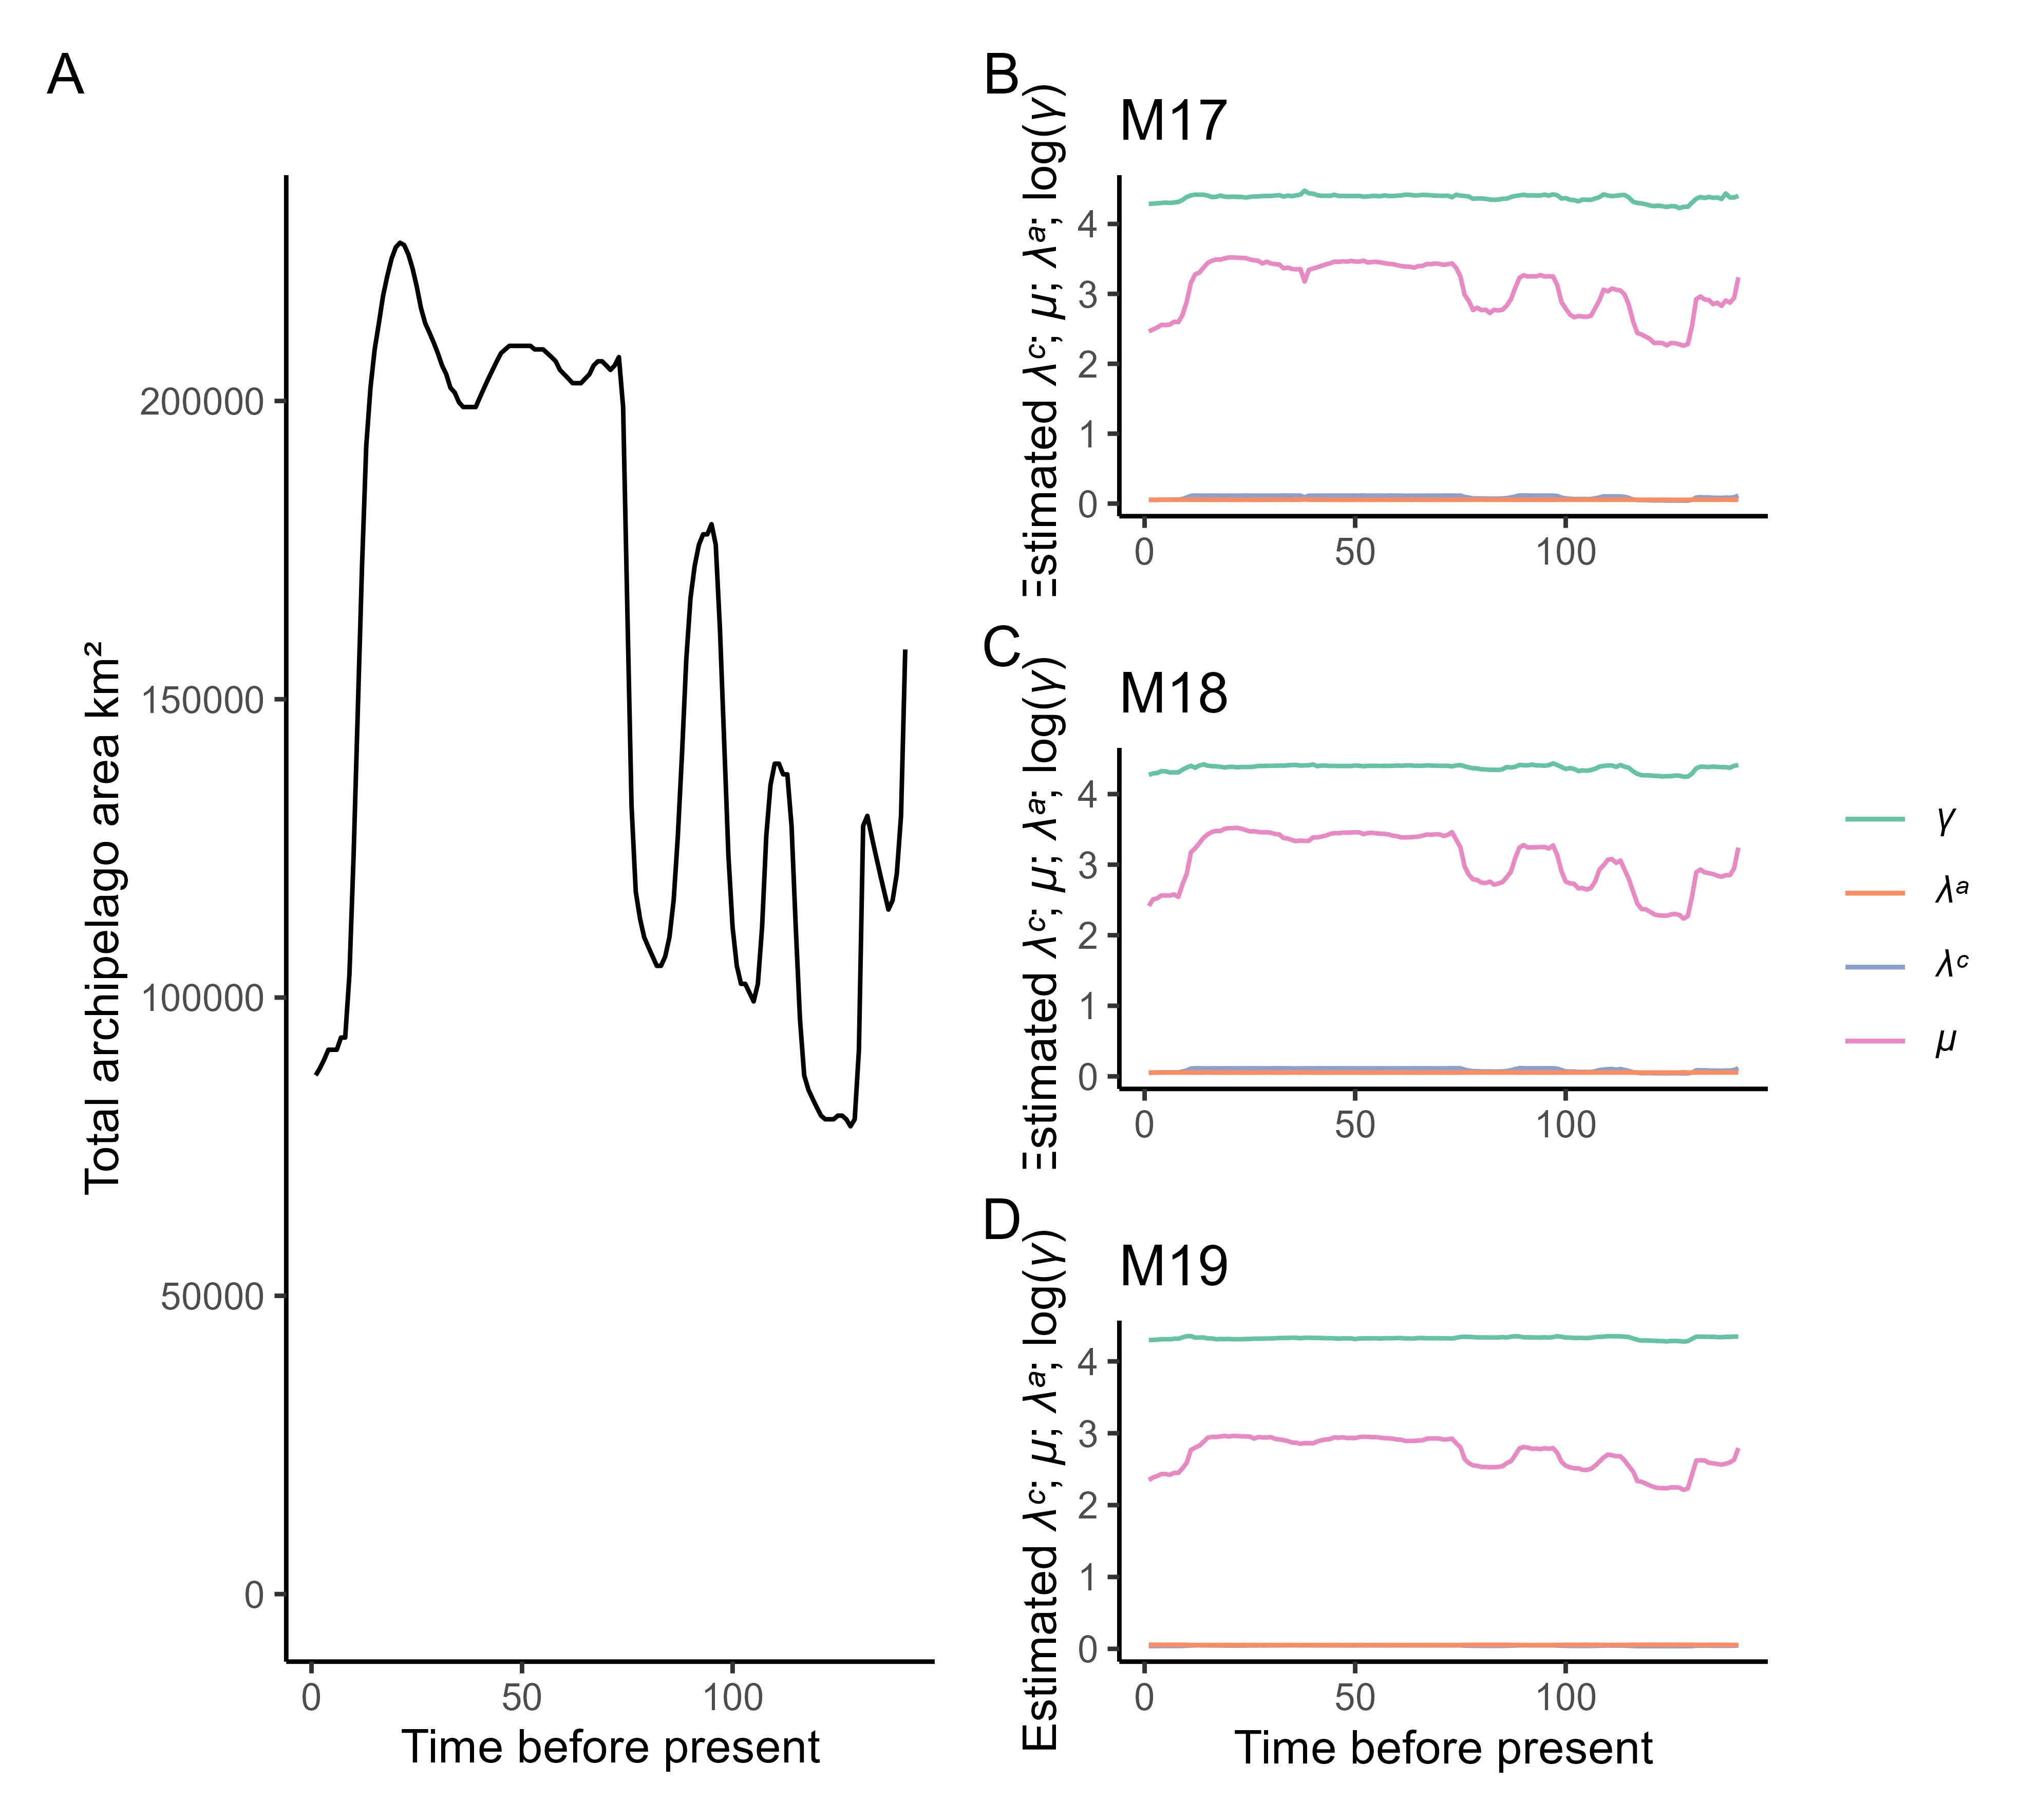 A
Total archipelago area km²
200000
150000
100000
50000
0
0 50 100
Time before present
B
M17
Estimated λᶜ; μ; λᵃ; log(γ)
4
3
2
1
0
0 50 100
C
M18
Estimated λᶜ; μ; λᵃ; log(γ)
4
3
2
1
0
0 50 100
D
M19
Estimated λᶜ; μ; λᵃ; log(γ)
4
3
2
1
0
0 50 100
Time before present
γ
λᵃ
λᶜ
μ